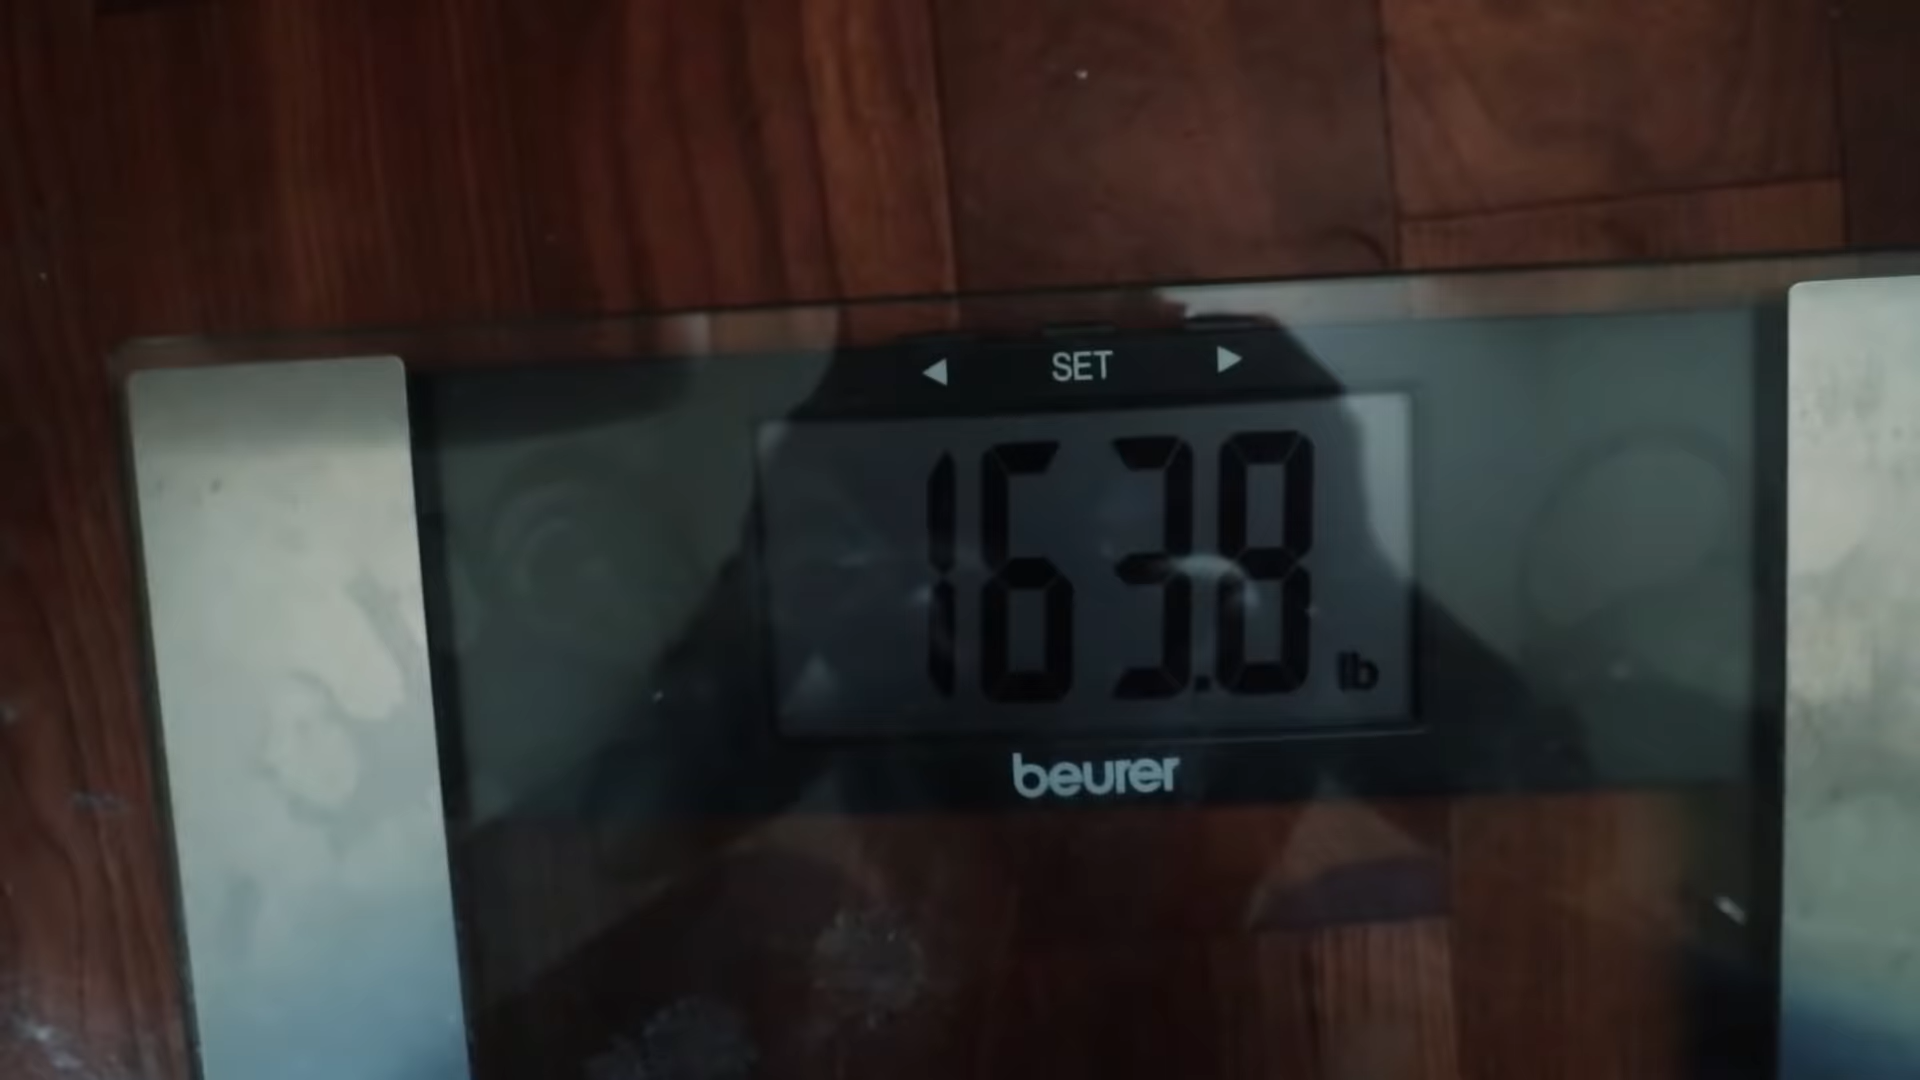 ◀ SET ▶
163.8 lb
beurer